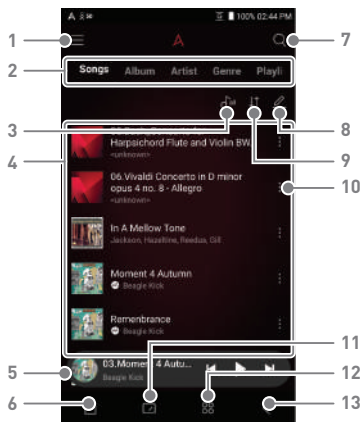 A 100% 02:44 PM
1
7
2
Songs Album Artist Genre Playli
3
8
4
9
Harpsichord Flute and Violin BW.
<unknown>
06.Vivaldi Concerto in D minor
opus 4 no. 8 - Allegro
<unknown>
10
In A Mellow Tone
Jackson, Hazeltine, Reedus, Gill
Moment 4 Autumn
Beagle Kick
Remenbrance
Beagle Kick
11
5
03.Moment 4 Autu...
Beagle Kick
12
6
13